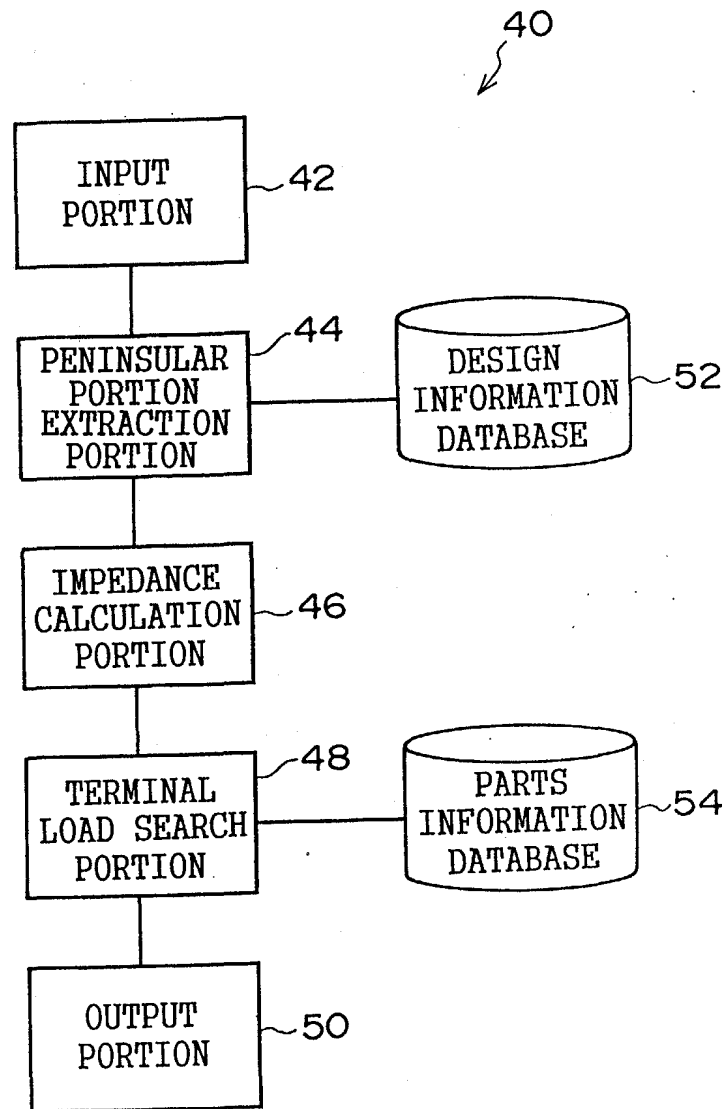 40
INPUT
PORTION
42
PENINSULAR
PORTION
EXTRACTION
PORTION
44
DESIGN
INFORMATION
DATABASE
52
IMPEDANCE
CALCULATION
PORTION
46
TERMINAL
LOAD SEARCH
PORTION
48
PARTS
INFORMATION
DATABASE
54
OUTPUT
PORTION
50